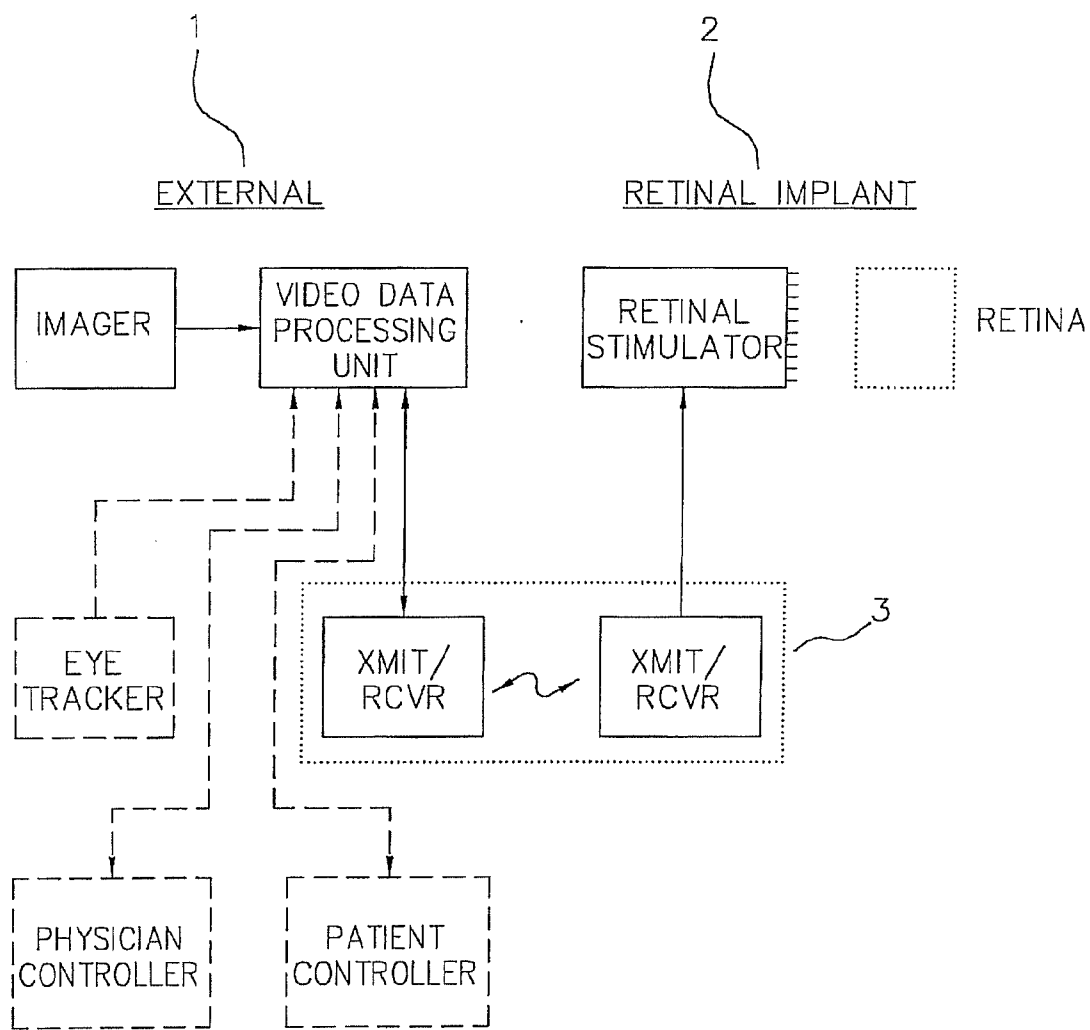 1
2
EXTERNAL
RETINAL IMPLANT
IMAGER
VIDEO DATA
PROCESSING
UNIT
RETINAL
STIMULATOR
RETINA
3
EYE
TRACKER
XMIT/
RCVR
XMIT/
RCVR
PHYSICIAN
CONTROLLER
PATIENT
CONTROLLER